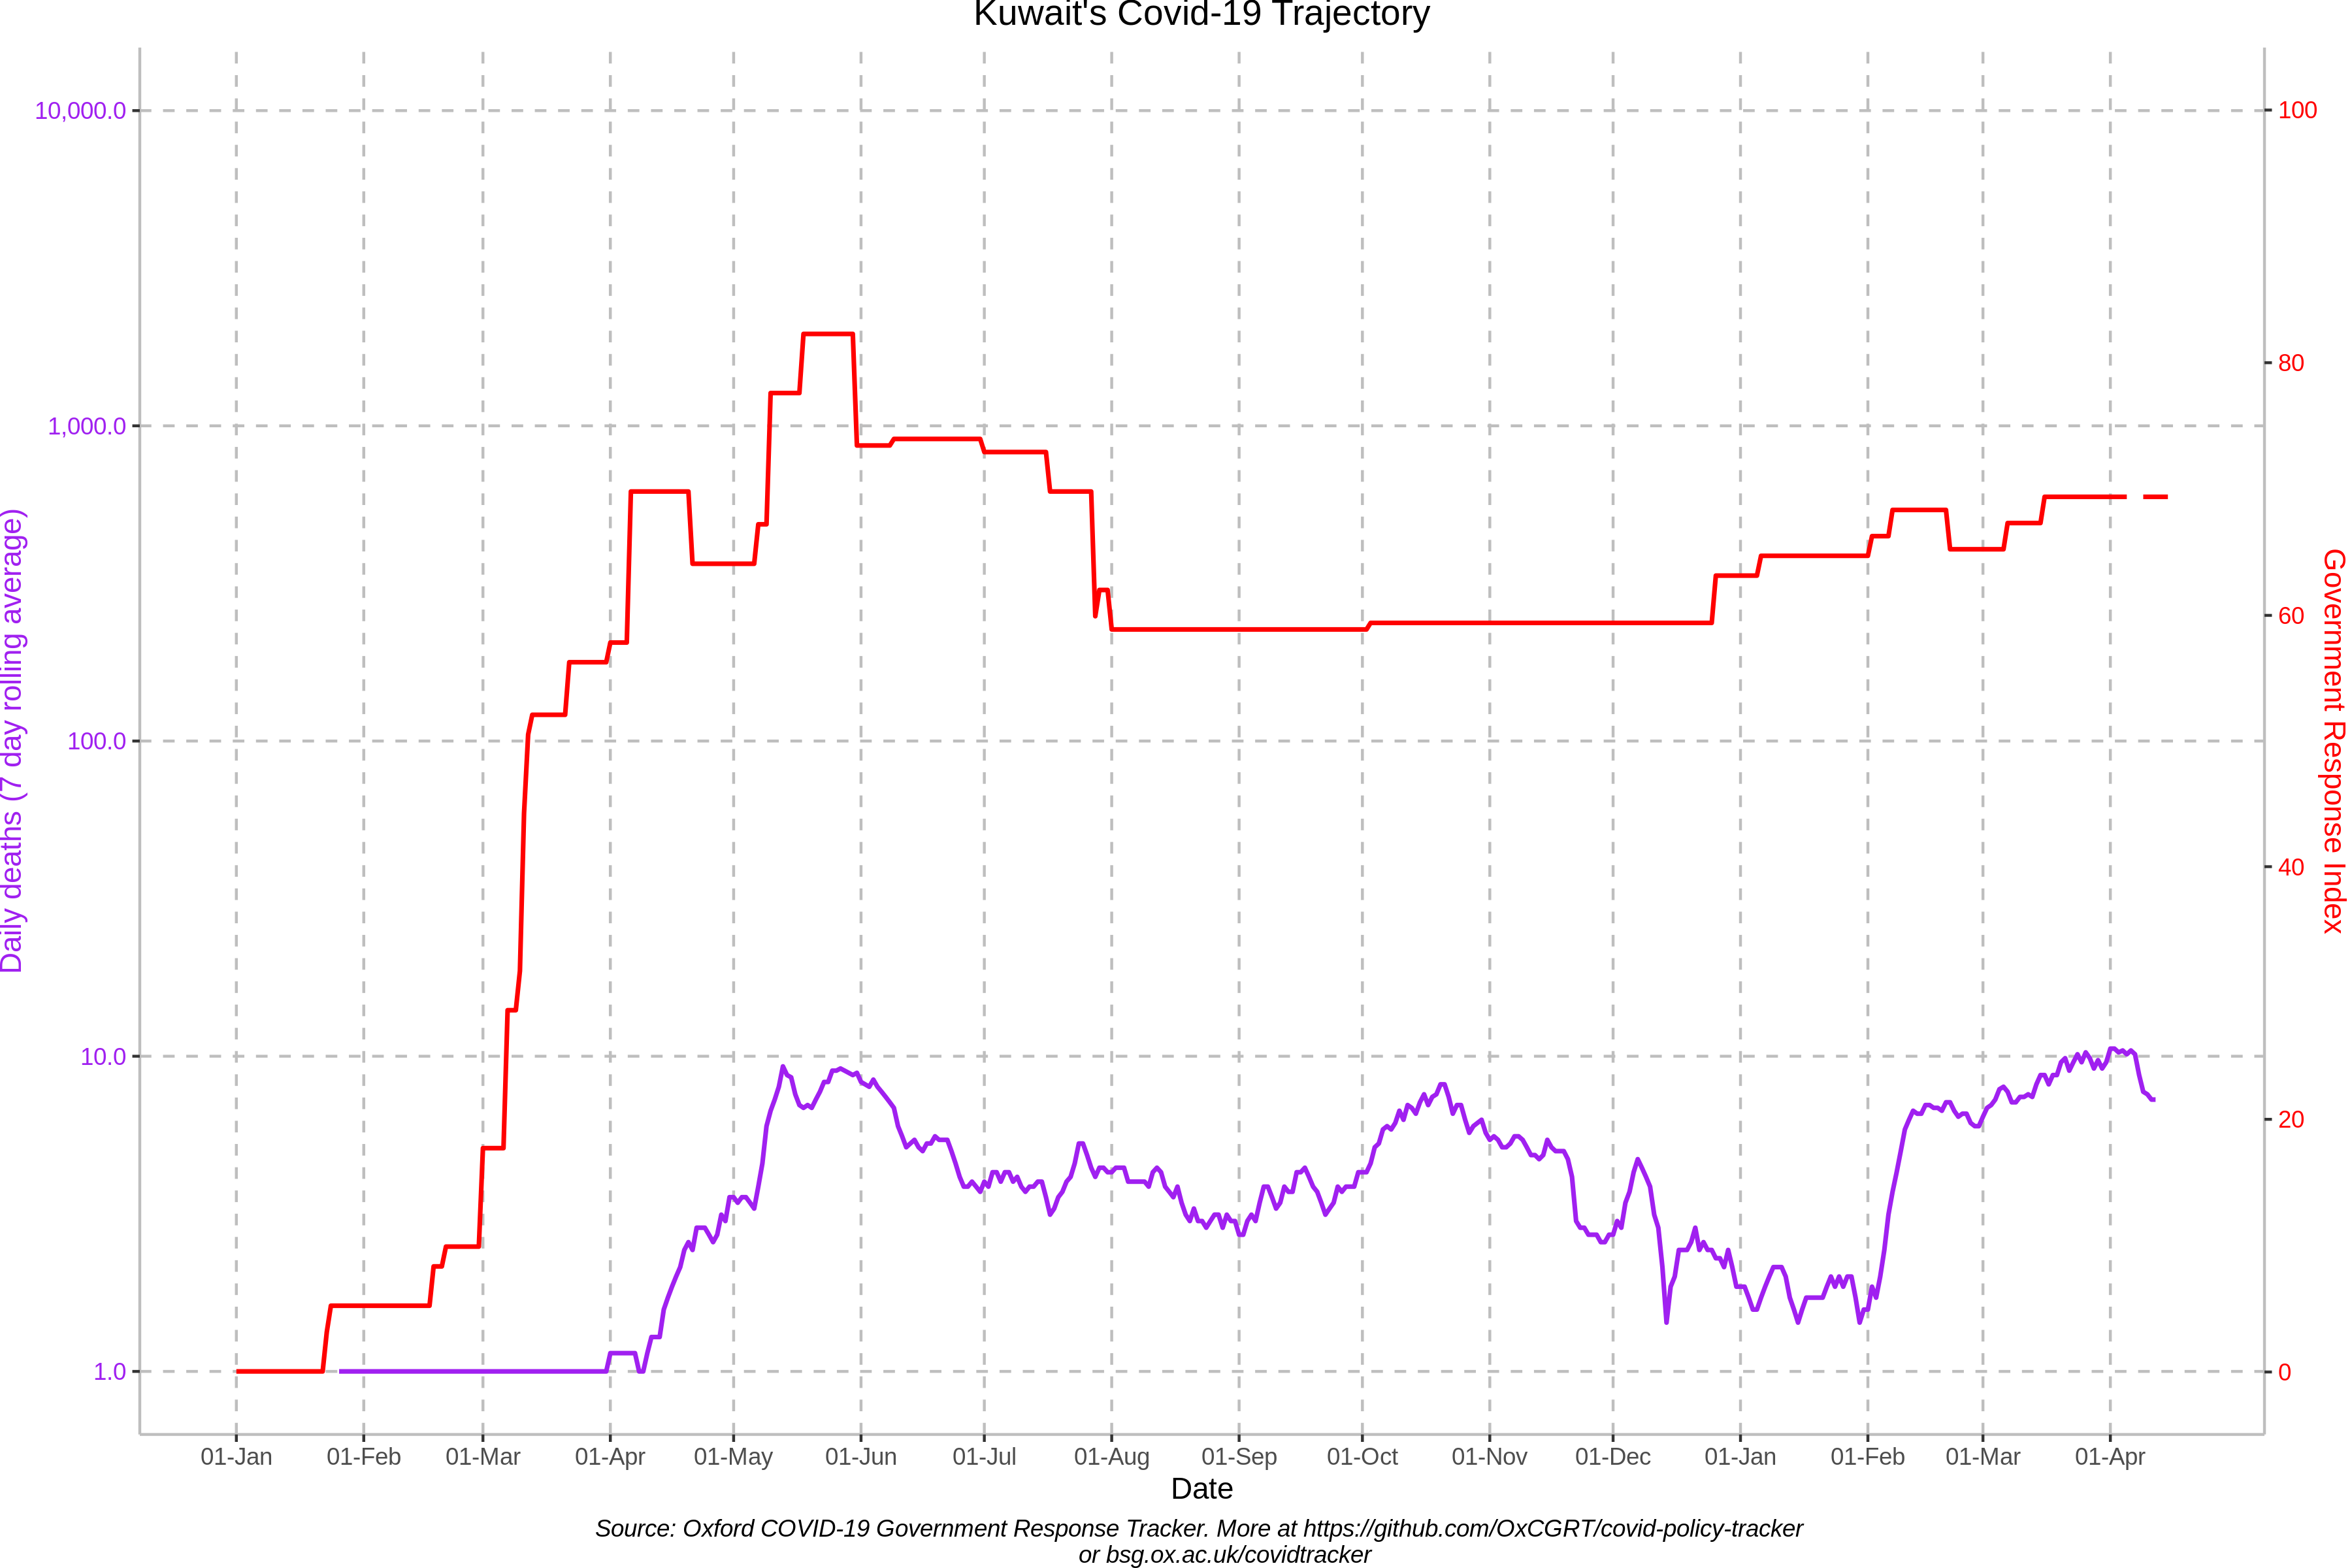 Kuwait's Covid-19 Trajectory
10,000.0
1,000.0
100.0
10.0
1.0
Daily deaths (7 day rolling average)
100
80
60
40
20
0
Government Response Index
01-Jan 01-Feb 01-Mar 01-Apr 01-May 01-Jun 01-Jul 01-Aug 01-Sep 01-Oct 01-Nov 01-Dec 01-Jan 01-Feb 01-Mar 01-Apr
Date
Source: Oxford COVID-19 Government Response Tracker. More at https://github.com/OxCGRT/covid-policy-tracker
or bsg.ox.ac.uk/covidtracker